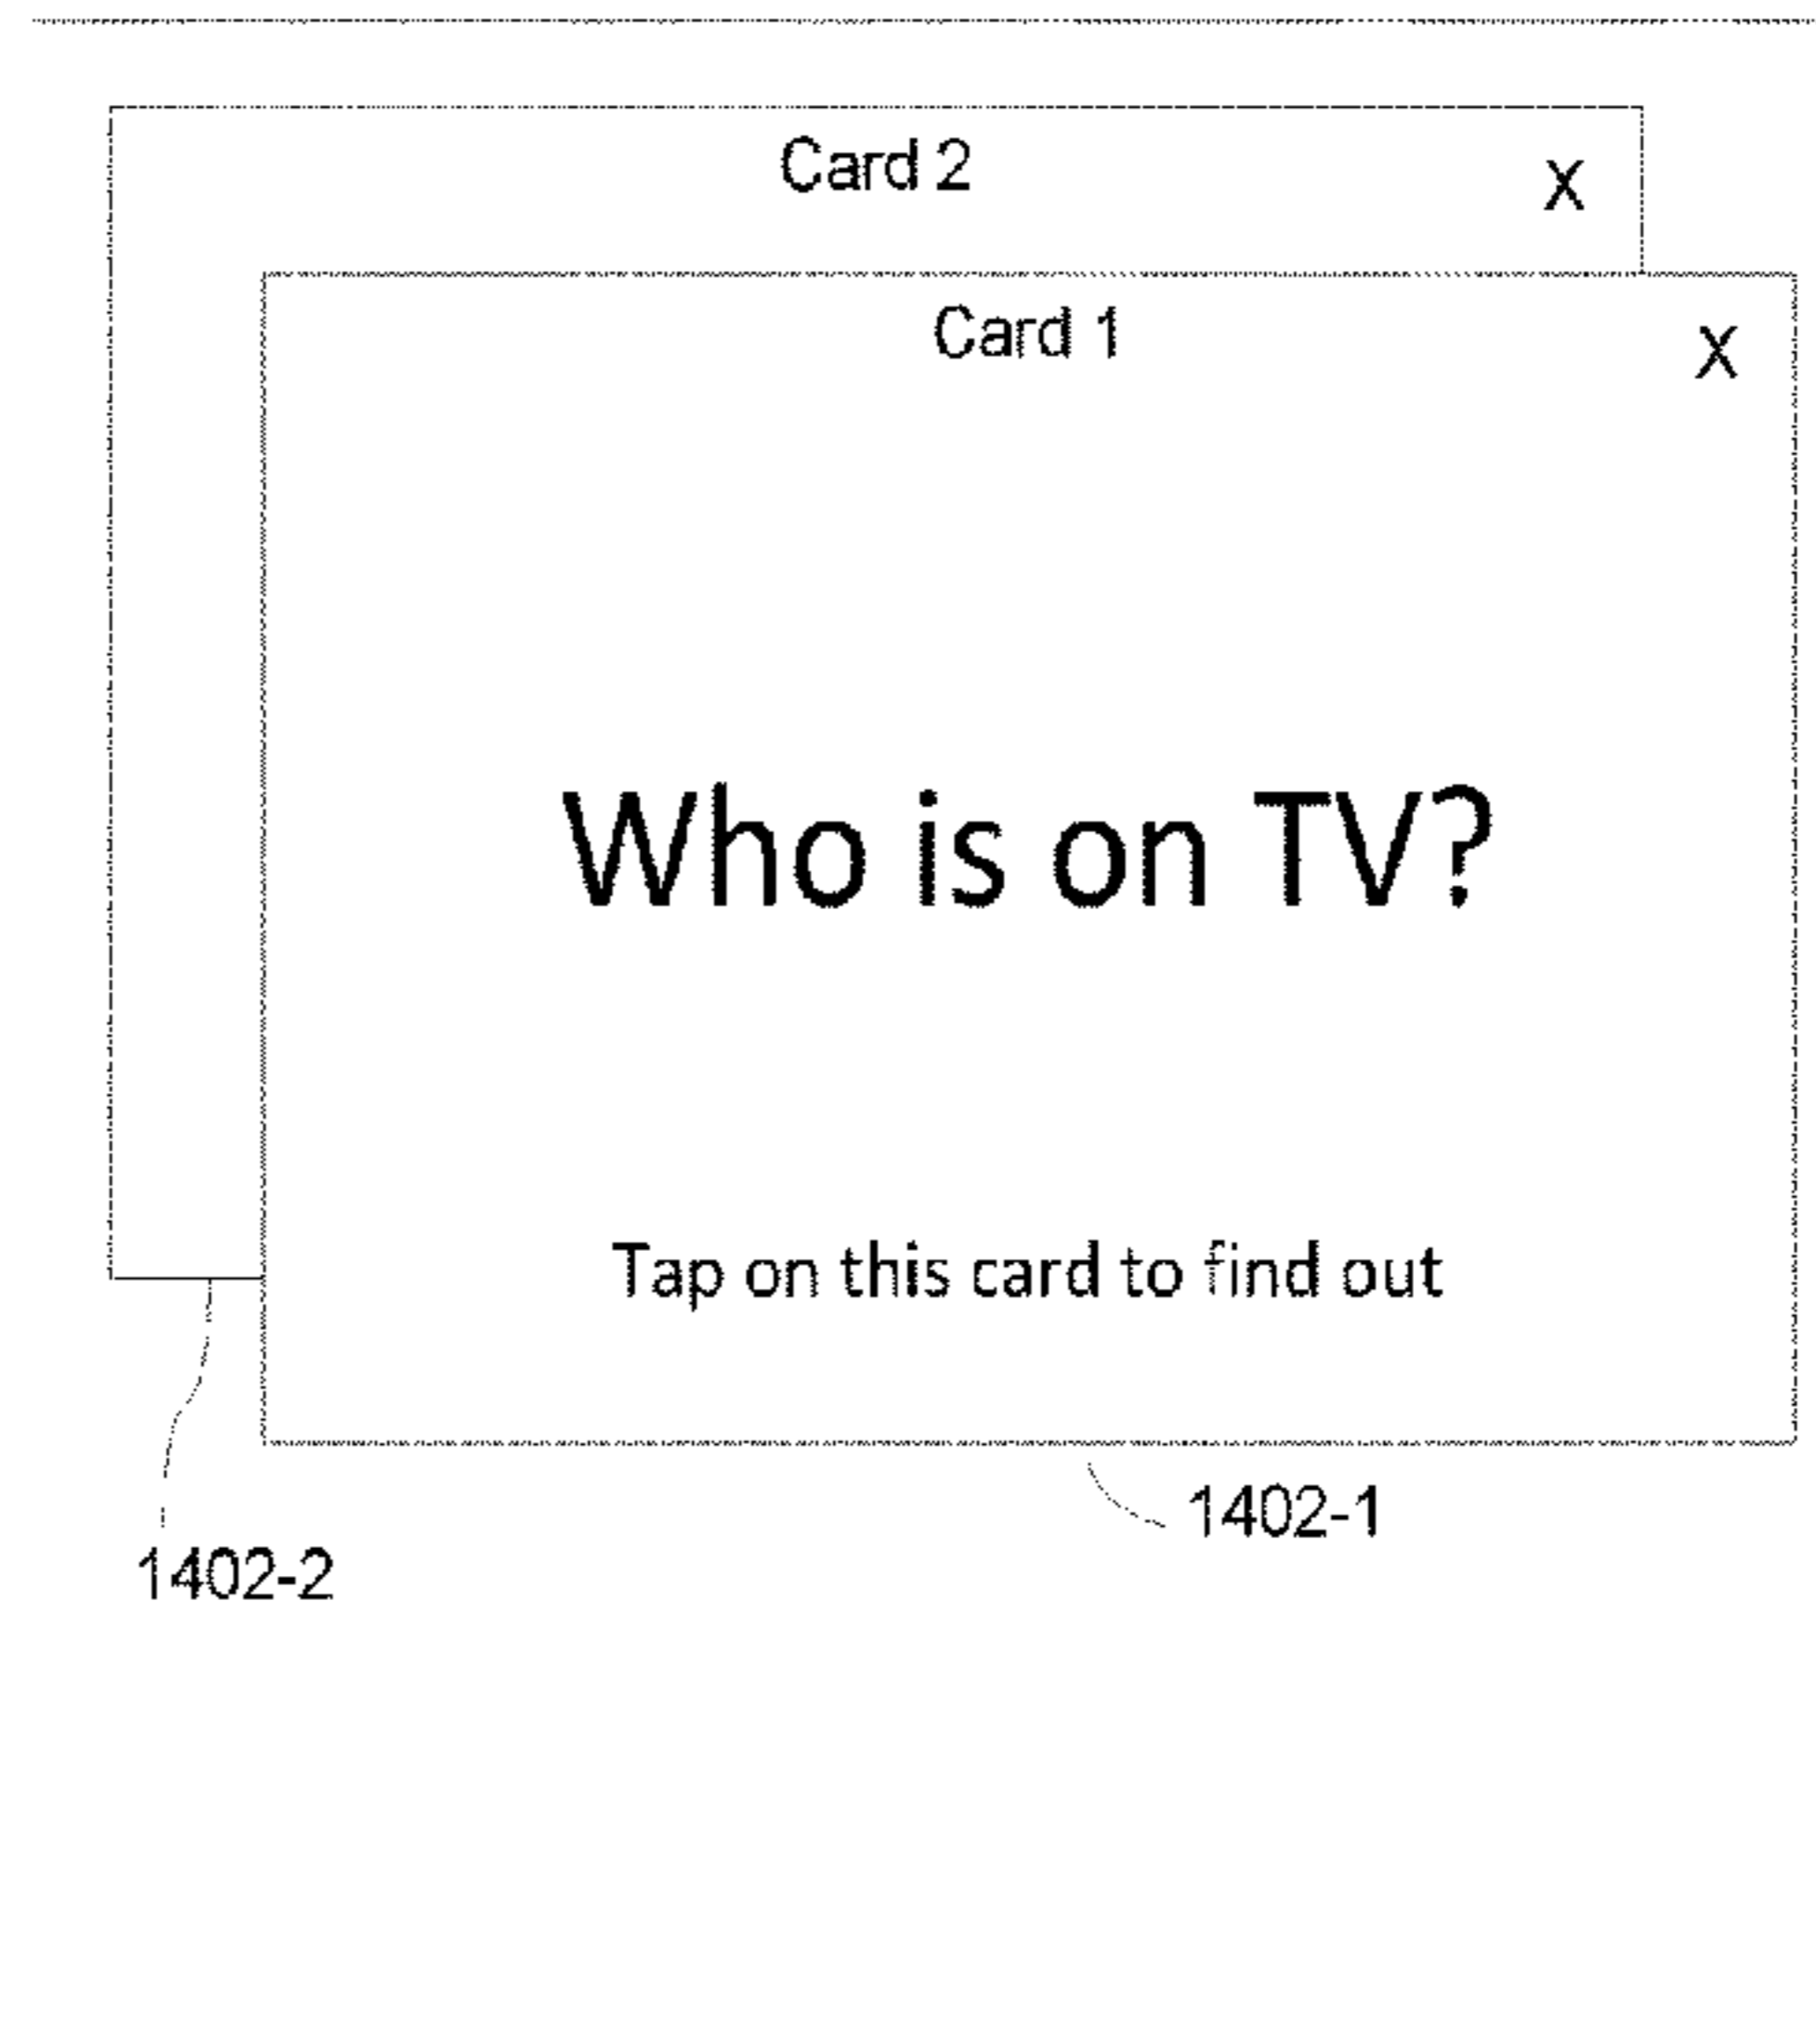 Card 2
X
Card 1
X
Who is on TV?
Tap on this card to find out
1402-1
1402-2